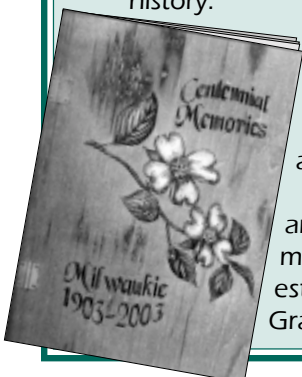 history.
Centennial
Memories
a
ar
m
est
Gra
Milwaukie
1903-2003